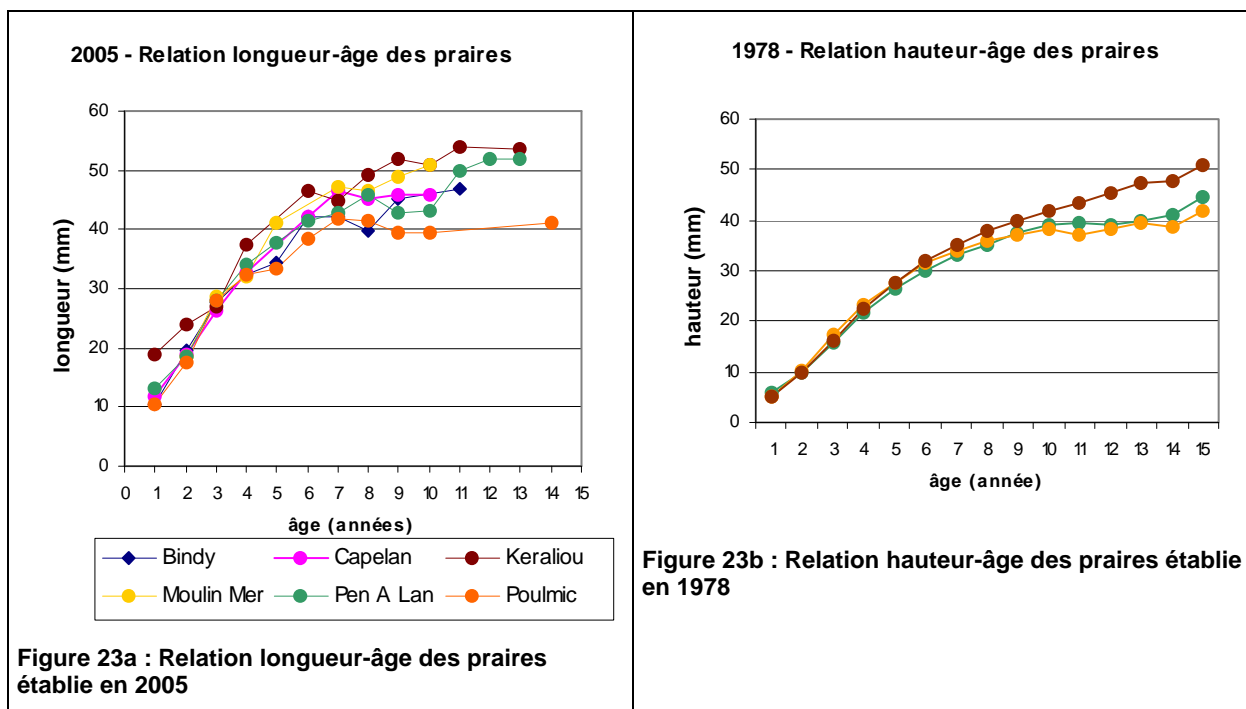 2005 - Relation longueur-âge des praires
60
50
40
30
20
10
0
longueur (mm)
0 1 2 3 4 5 6 7 8 9 10 11 12 13 14 15
âge (années)
Bindy Capelan Keraliou
Moulin Mer Pen A Lan Poulmic
Figure 23a : Relation longueur-âge des praires
établie en 2005
1978 - Relation hauteur-âge des praires
60
50
40
30
20
10
0
hauteur (mm)
1 2 3 4 5 6 7 8 9 10 11 12 13 14 15
âge (année)
Figure 23b : Relation hauteur-âge des praires établie
en 1978